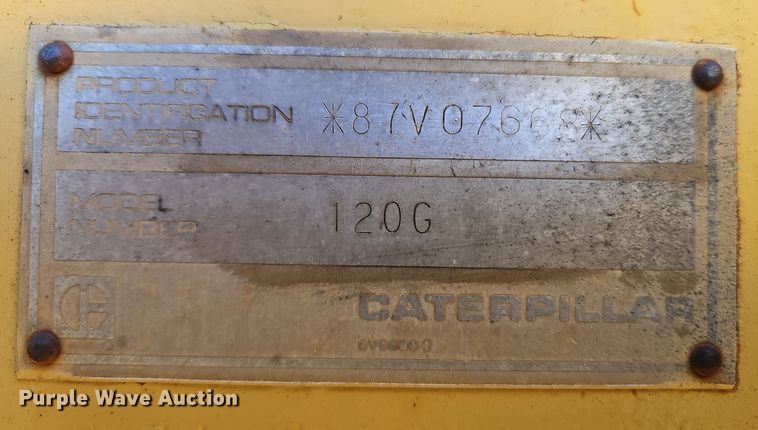 PRODUCT
IDENTIFICATION
NUMBER
*87V07668*
MODEL
NUMBER
120G
CATERPILLAR
Purple Wave Auction